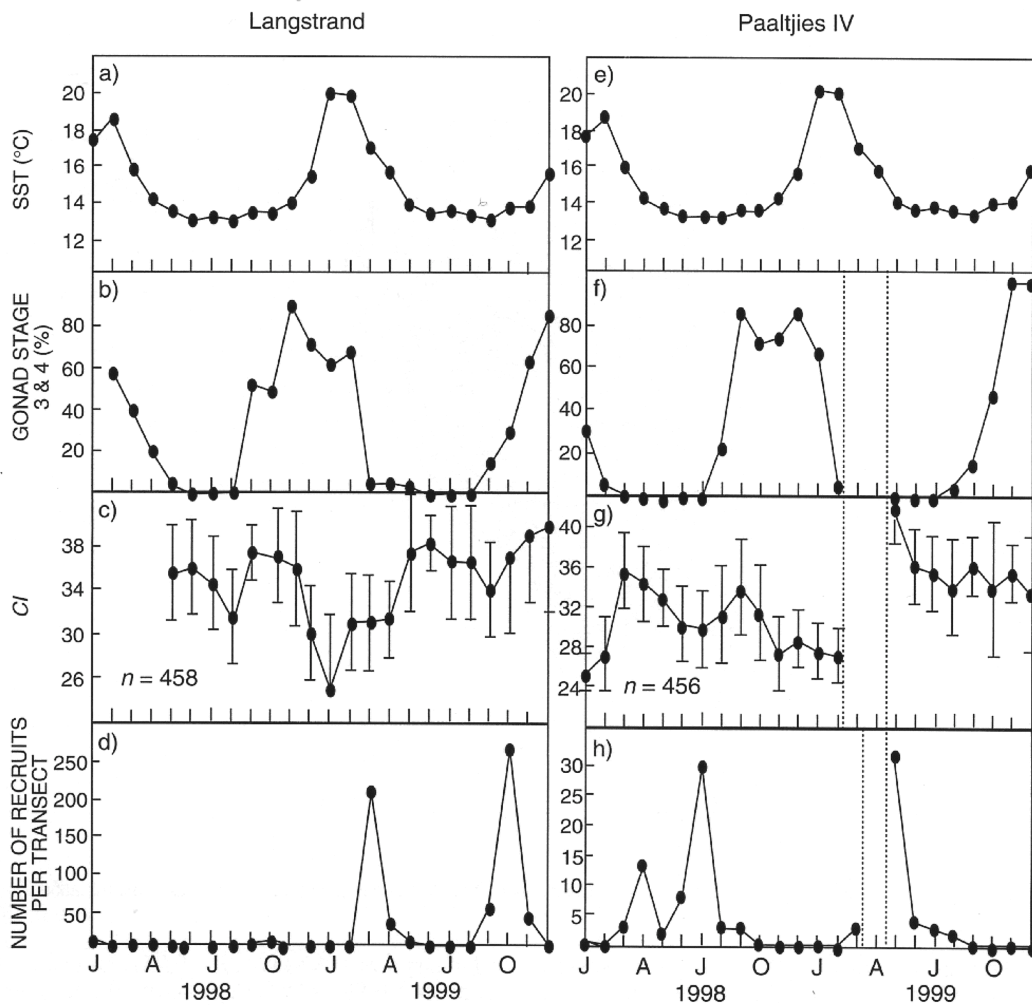 Langstrand
Paaltjies IV
SST (°C)
a)
20
18
16
14
12
e)
20
18
16
14
12
GONAD STAGE
3 & 4 (%)
b)
80
60
40
20
f)
80
60
40
20
CI
c)
38
34
30
26
n = 458
g)
40
36
32
28
24
n = 456
NUMBER OF RECRUITS
PER TRANSECT
d)
250
200
150
100
50
h)
30
25
20
15
10
5
J A J O J A J O
1998 1999
J A J O J A J O
1998 1999